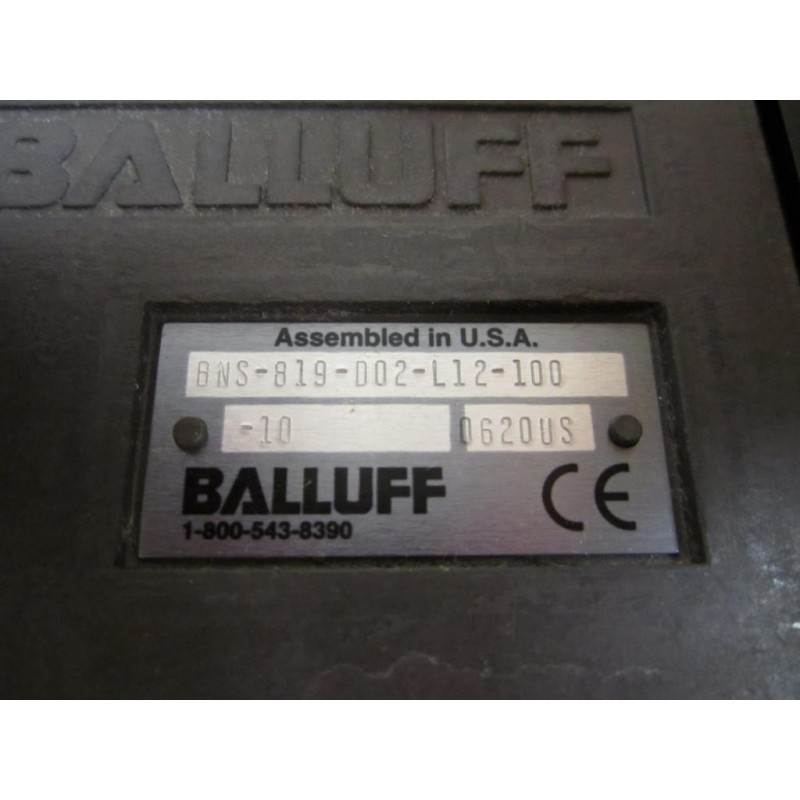 BALLUFF
Assembled in U.S.A.
BNS-819-D02-L12-100
-10 0620US
BALLUFF CE
1-800-543-8390